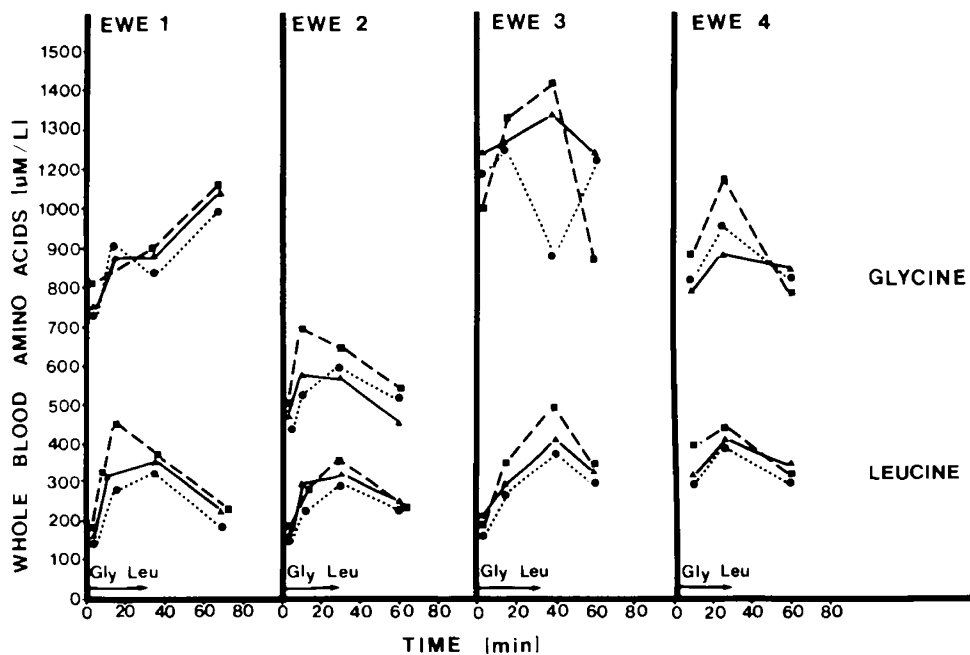 EWE 1 EWE 2 EWE 3 EWE 4
WHOLE BLOOD AMINO ACIDS [µM/L]
1500
1400
1300
1200
1100
1000
900
800
700
600
500
400
300
200
100
0
GLYCINE
LEUCINE
Gly Leu Gly Leu Gly Leu Gly Leu
0 20 40 60 80 0 20 40 60 80 0 20 40 60 80 0 20 40 60 80
TIME [min]